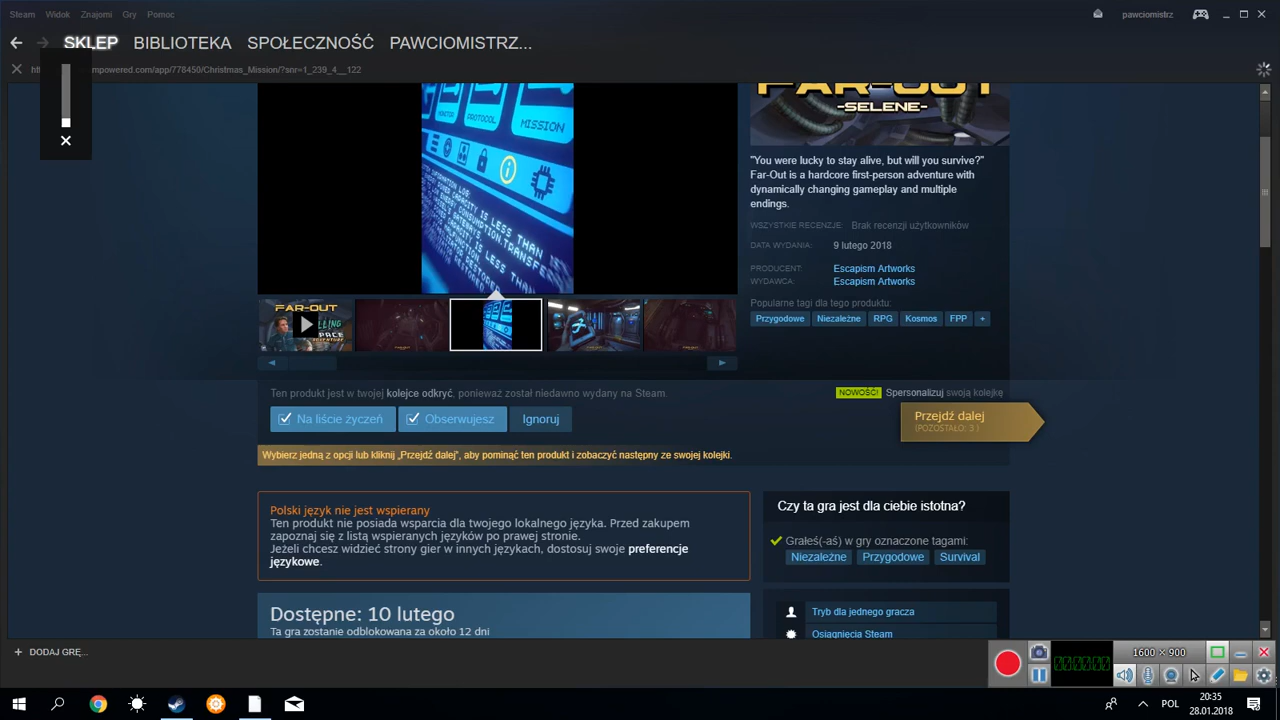 Steam Widok Znajomi Gry Pomoc
pawciomistrz
SKLEP BIBLIOTEKA SPOŁECZNOŚĆ PAWCIOMISTRZ...
mpowered.com/app/778450/Christmas_Mission/?snr=1_239_4__122
FAR-OUT
-SELENE-
MONITOR PROTOCOL MISSION
CAPACITY IS LESS THAN
"You were lucky to stay alive, but will you survive?"
Far-Out is a hardcore first-person adventure with
dynamically changing gameplay and multiple
endings.
WSZYSTKIE RECENZJE: Brak recenzji użytkowników
DATA WYDANIA: 9 lutego 2018
PRODUCENT: Escapism Artworks
WYDAWCA: Escapism Artworks
Popularne tagi dla tego produktu:
Przygodowe Niezależne RPG Kosmos FPP +
FAR-OUT
Ten produkt jest w twojej kolejce odkryć, ponieważ został niedawno wydany na Steam.
NOWOŚĆ! Spersonalizuj swoją kolejkę
Na liście życzeń Obserwujesz Ignoruj
Przejdź dalej
(POZOSTAŁO: 3 )
Wybierz jedną z opcji lub kliknij „Przejdź dalej", aby pominąć ten produkt i zobaczyć następny ze swojej kolejki.
Polski język nie jest wspierany
Ten produkt nie posiada wsparcia dla twojego lokalnego języka. Przed zakupem
zapoznaj się z listą wspieranych języków po prawej stronie.
Jeżeli chcesz widzieć strony gier w innych językach, dostosuj swoje preferencje
językowe.
Czy ta gra jest dla ciebie istotna?
Grałeś(-aś) w gry oznaczone tagami:
Niezależne Przygodowe Survival
Dostępne: 10 lutego
Ta gra zostanie odblokowana za około 12 dni
Tryb dla jednego gracza
Osiągnięcia Steam
+ DODAJ GRĘ...
1600 × 900
POL
20:35
28.01.2018